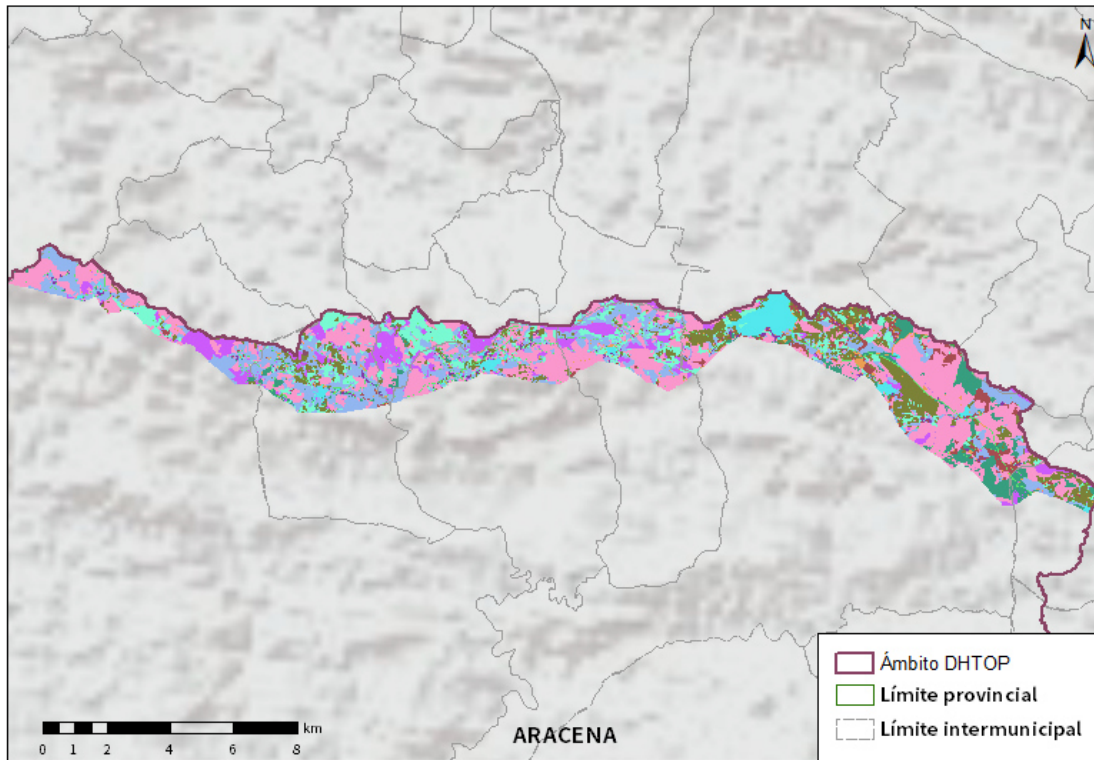 N
Ámbito DHTOP
Límite provincial
Límite intermunicipal
km
0 1 2 4 6 8
ARACENA